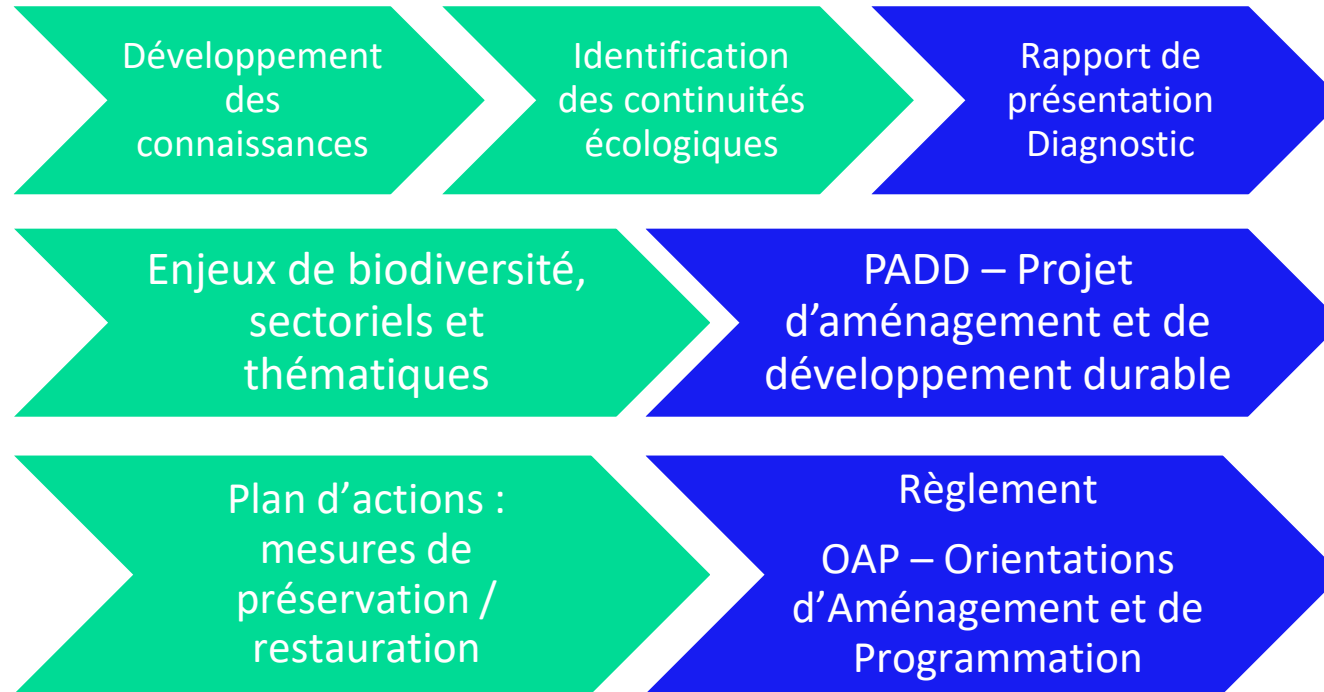 Développement
des
connaissances
Identification
des continuités
écologiques
Rapport de
présentation
Diagnostic
Enjeux de biodiversité,
sectoriels et
thématiques
PADD – Projet
d’aménagement et de
développement durable
Plan d’actions :
mesures de
préservation /
restauration
Règlement
OAP – Orientations
d’Aménagement et de
Programmation